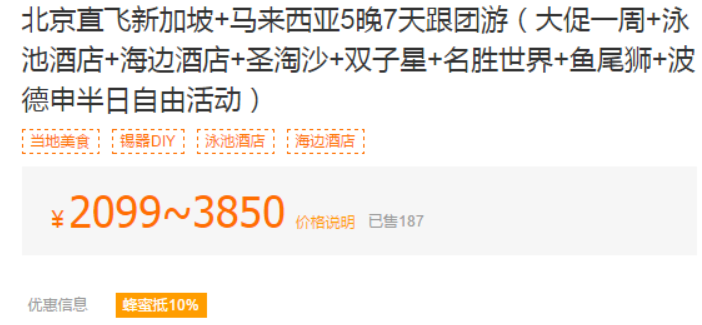 北京直飞新加坡+马来西亚5晚7天跟团游（大促一周+泳
池酒店+海边酒店+圣淘沙+双子星+名胜世界+鱼尾狮+波
德申半日自由活动）
当地美食 锡器DIY 泳池酒店 海边酒店
¥2099~3850 价格说明 已售187
优惠信息 蜂蜜抵10%